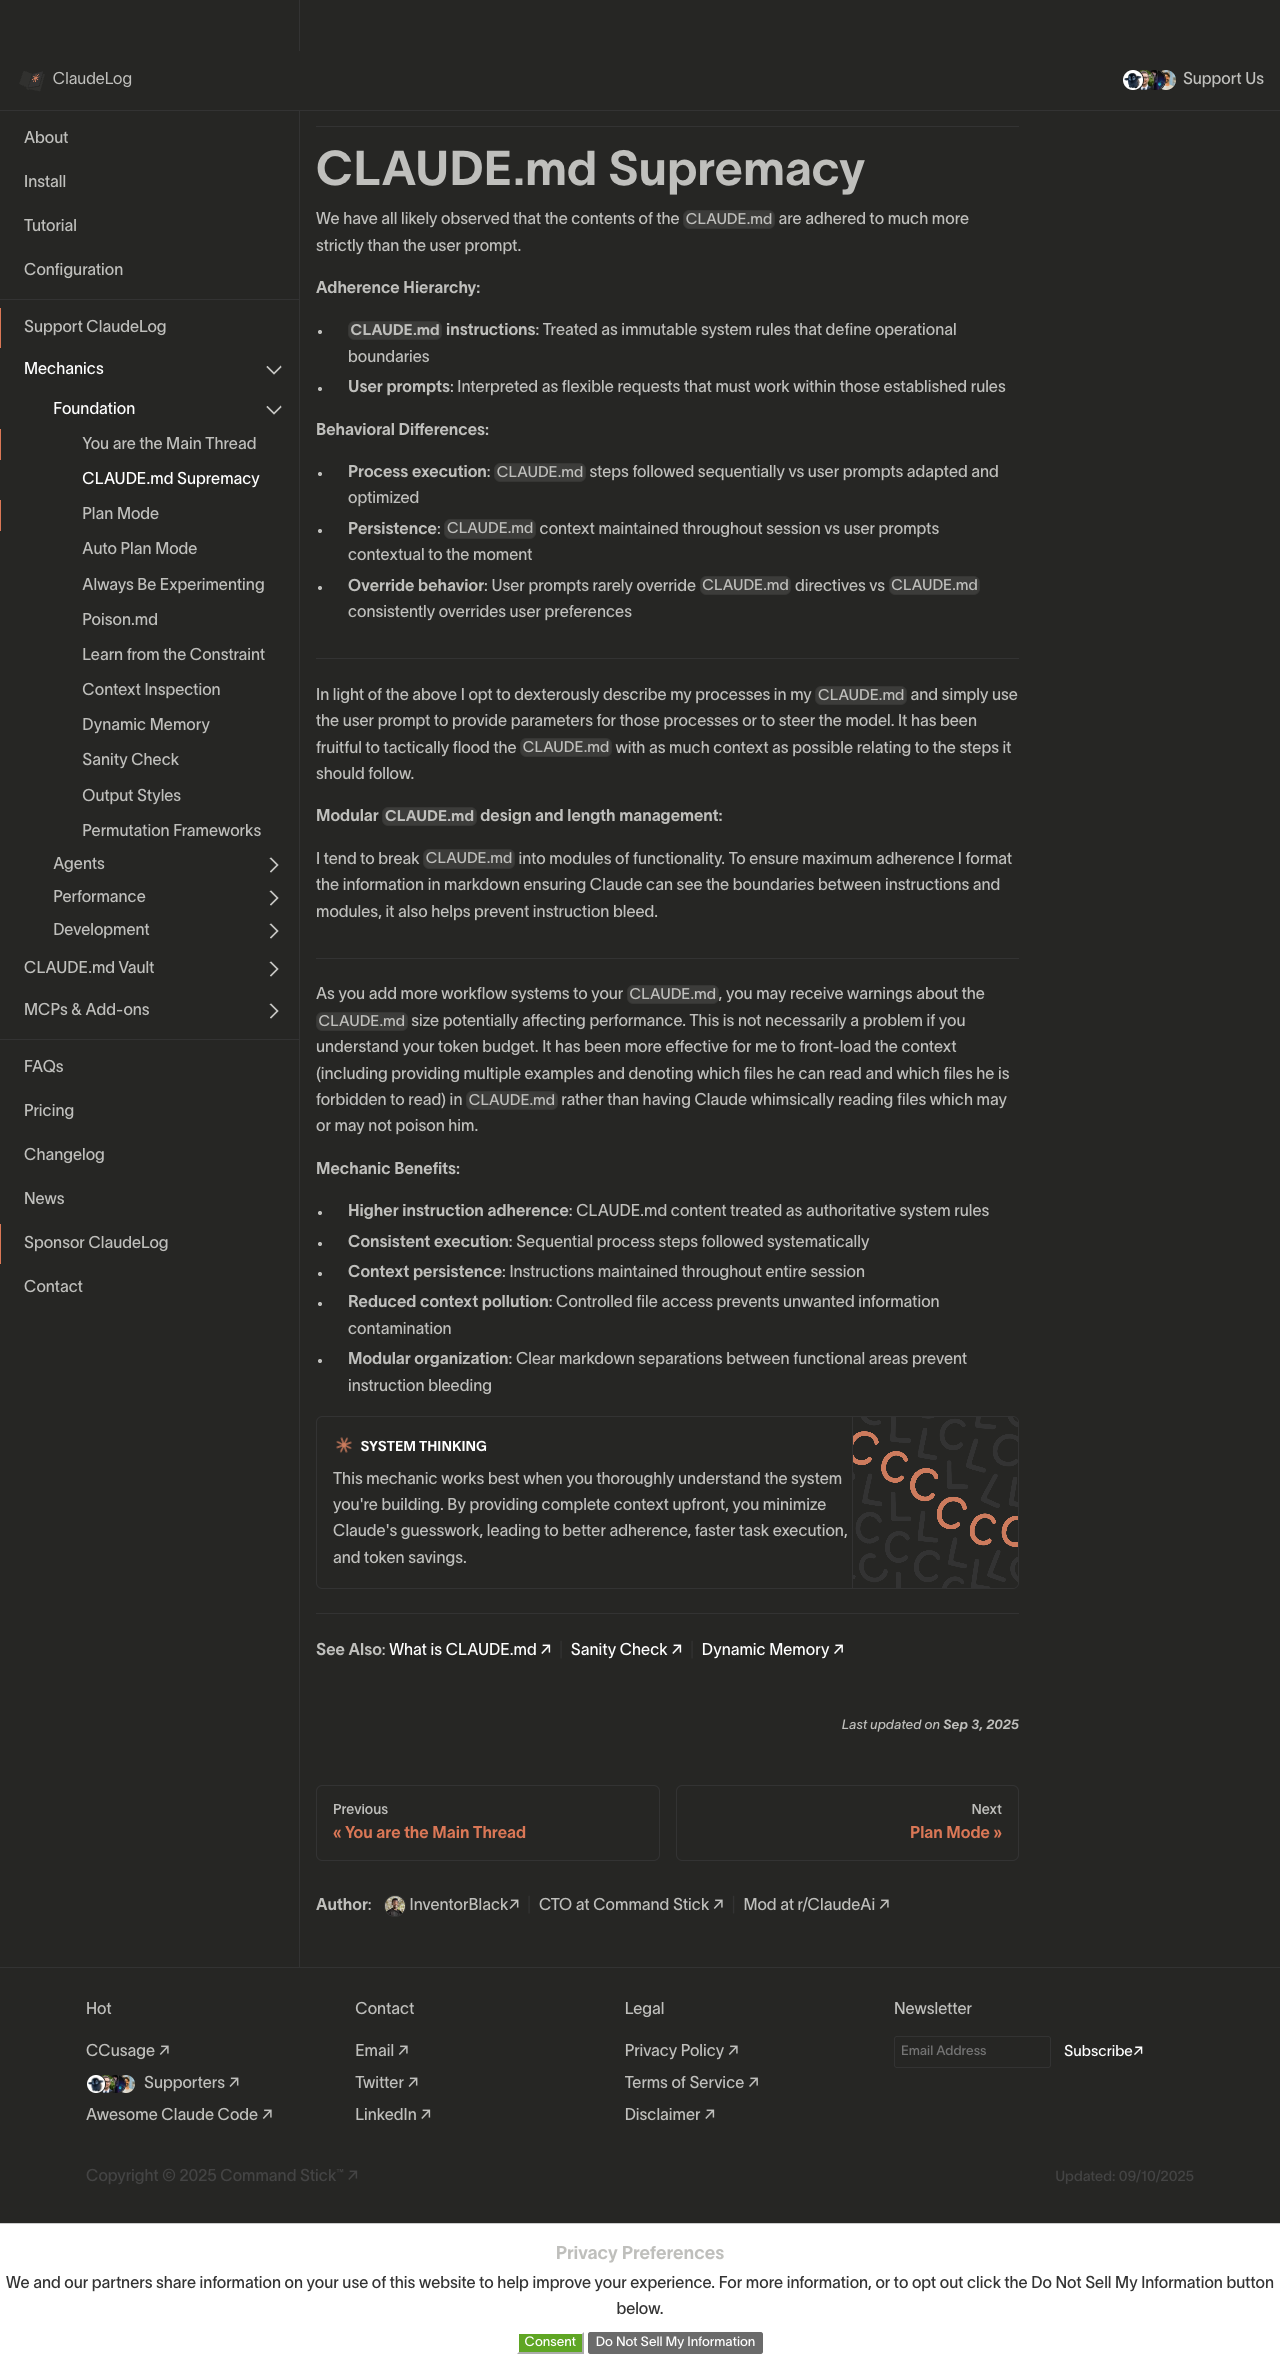 ClaudeLog
Support Us
About
Install
Tutorial
Configuration
Support ClaudeLog
Mechanics
Foundation
You are the Main Thread
CLAUDE.md Supremacy
Plan Mode
Auto Plan Mode
Always Be Experimenting
Poison.md
Learn from the Constraint
Context Inspection
Dynamic Memory
Sanity Check
Output Styles
Permutation Frameworks
Agents
Performance
Development
CLAUDE.md Vault
MCPs & Add-ons
FAQs
Pricing
Changelog
News
Sponsor ClaudeLog
Contact
CLAUDE.md Supremacy
We have all likely observed that the contents of the CLAUDE.md are adhered to much more
strictly than the user prompt.
Adherence Hierarchy:
• CLAUDE.md instructions: Treated as immutable system rules that define operational
boundaries
• User prompts: Interpreted as flexible requests that must work within those established rules
Behavioral Differences:
• Process execution: CLAUDE.md steps followed sequentially vs user prompts adapted and
optimized
• Persistence: CLAUDE.md context maintained throughout session vs user prompts
contextual to the moment
• Override behavior: User prompts rarely override CLAUDE.md directives vs CLAUDE.md
consistently overrides user preferences
In light of the above I opt to dexterously describe my processes in my CLAUDE.md and simply use
the user prompt to provide parameters for those processes or to steer the model. It has been
fruitful to tactically flood the CLAUDE.md with as much context as possible relating to the steps it
should follow.
Modular CLAUDE.md design and length management:
I tend to break CLAUDE.md into modules of functionality. To ensure maximum adherence I format
the information in markdown ensuring Claude can see the boundaries between instructions and
modules, it also helps prevent instruction bleed.
As you add more workflow systems to your CLAUDE.md, you may receive warnings about the
CLAUDE.md size potentially affecting performance. This is not necessarily a problem if you
understand your token budget. It has been more effective for me to front-load the context
(including providing multiple examples and denoting which files he can read and which files he is
forbidden to read) in CLAUDE.md rather than having Claude whimsically reading files which may
or may not poison him.
Mechanic Benefits:
• Higher instruction adherence: CLAUDE.md content treated as authoritative system rules
• Consistent execution: Sequential process steps followed systematically
• Context persistence: Instructions maintained throughout entire session
• Reduced context pollution: Controlled file access prevents unwanted information
contamination
• Modular organization: Clear markdown separations between functional areas prevent
instruction bleeding
SYSTEM THINKING
This mechanic works best when you thoroughly understand the system
you're building. By providing complete context upfront, you minimize
Claude's guesswork, leading to better adherence, faster task execution,
and token savings.
See Also: What is CLAUDE.md ↗ | Sanity Check ↗ | Dynamic Memory ↗
Last updated on Sep 3, 2025
Previous
« You are the Main Thread
Next
Plan Mode »
Author: InventorBlack↗ | CTO at Command Stick ↗ | Mod at r/ClaudeAi ↗
Hot
CCusage ↗
Supporters ↗
Awesome Claude Code ↗
Contact
Email ↗
Twitter ↗
LinkedIn ↗
Legal
Privacy Policy ↗
Terms of Service ↗
Disclaimer ↗
Newsletter
Email Address
Subscribe↗
Copyright © 2025 Command Stick™ ↗
Updated: 09/10/2025
Privacy Preferences
We and our partners share information on your use of this website to help improve your experience. For more information, or to opt out click the Do Not Sell My Information button
below.
Consent
Do Not Sell My Information